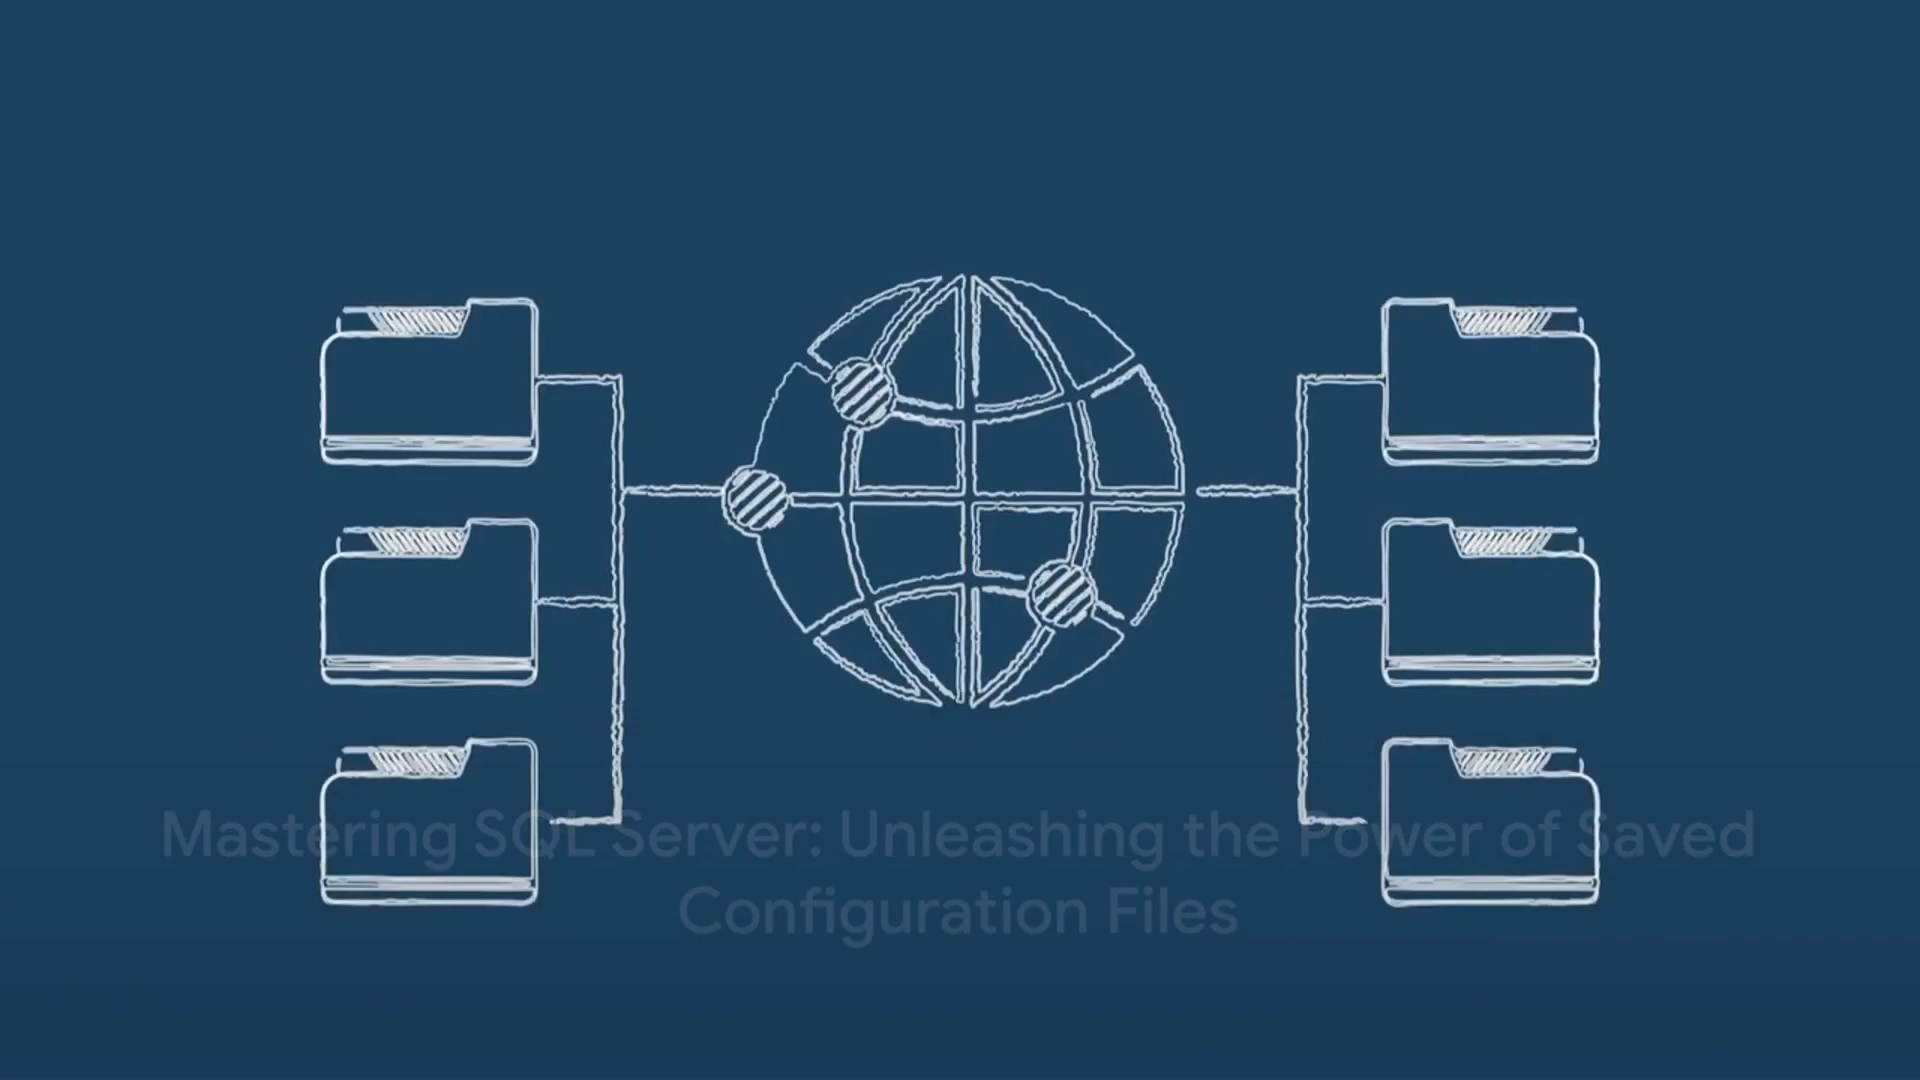 Mastering SQL Server: Unleashing the Power of Saved
Configuration Files